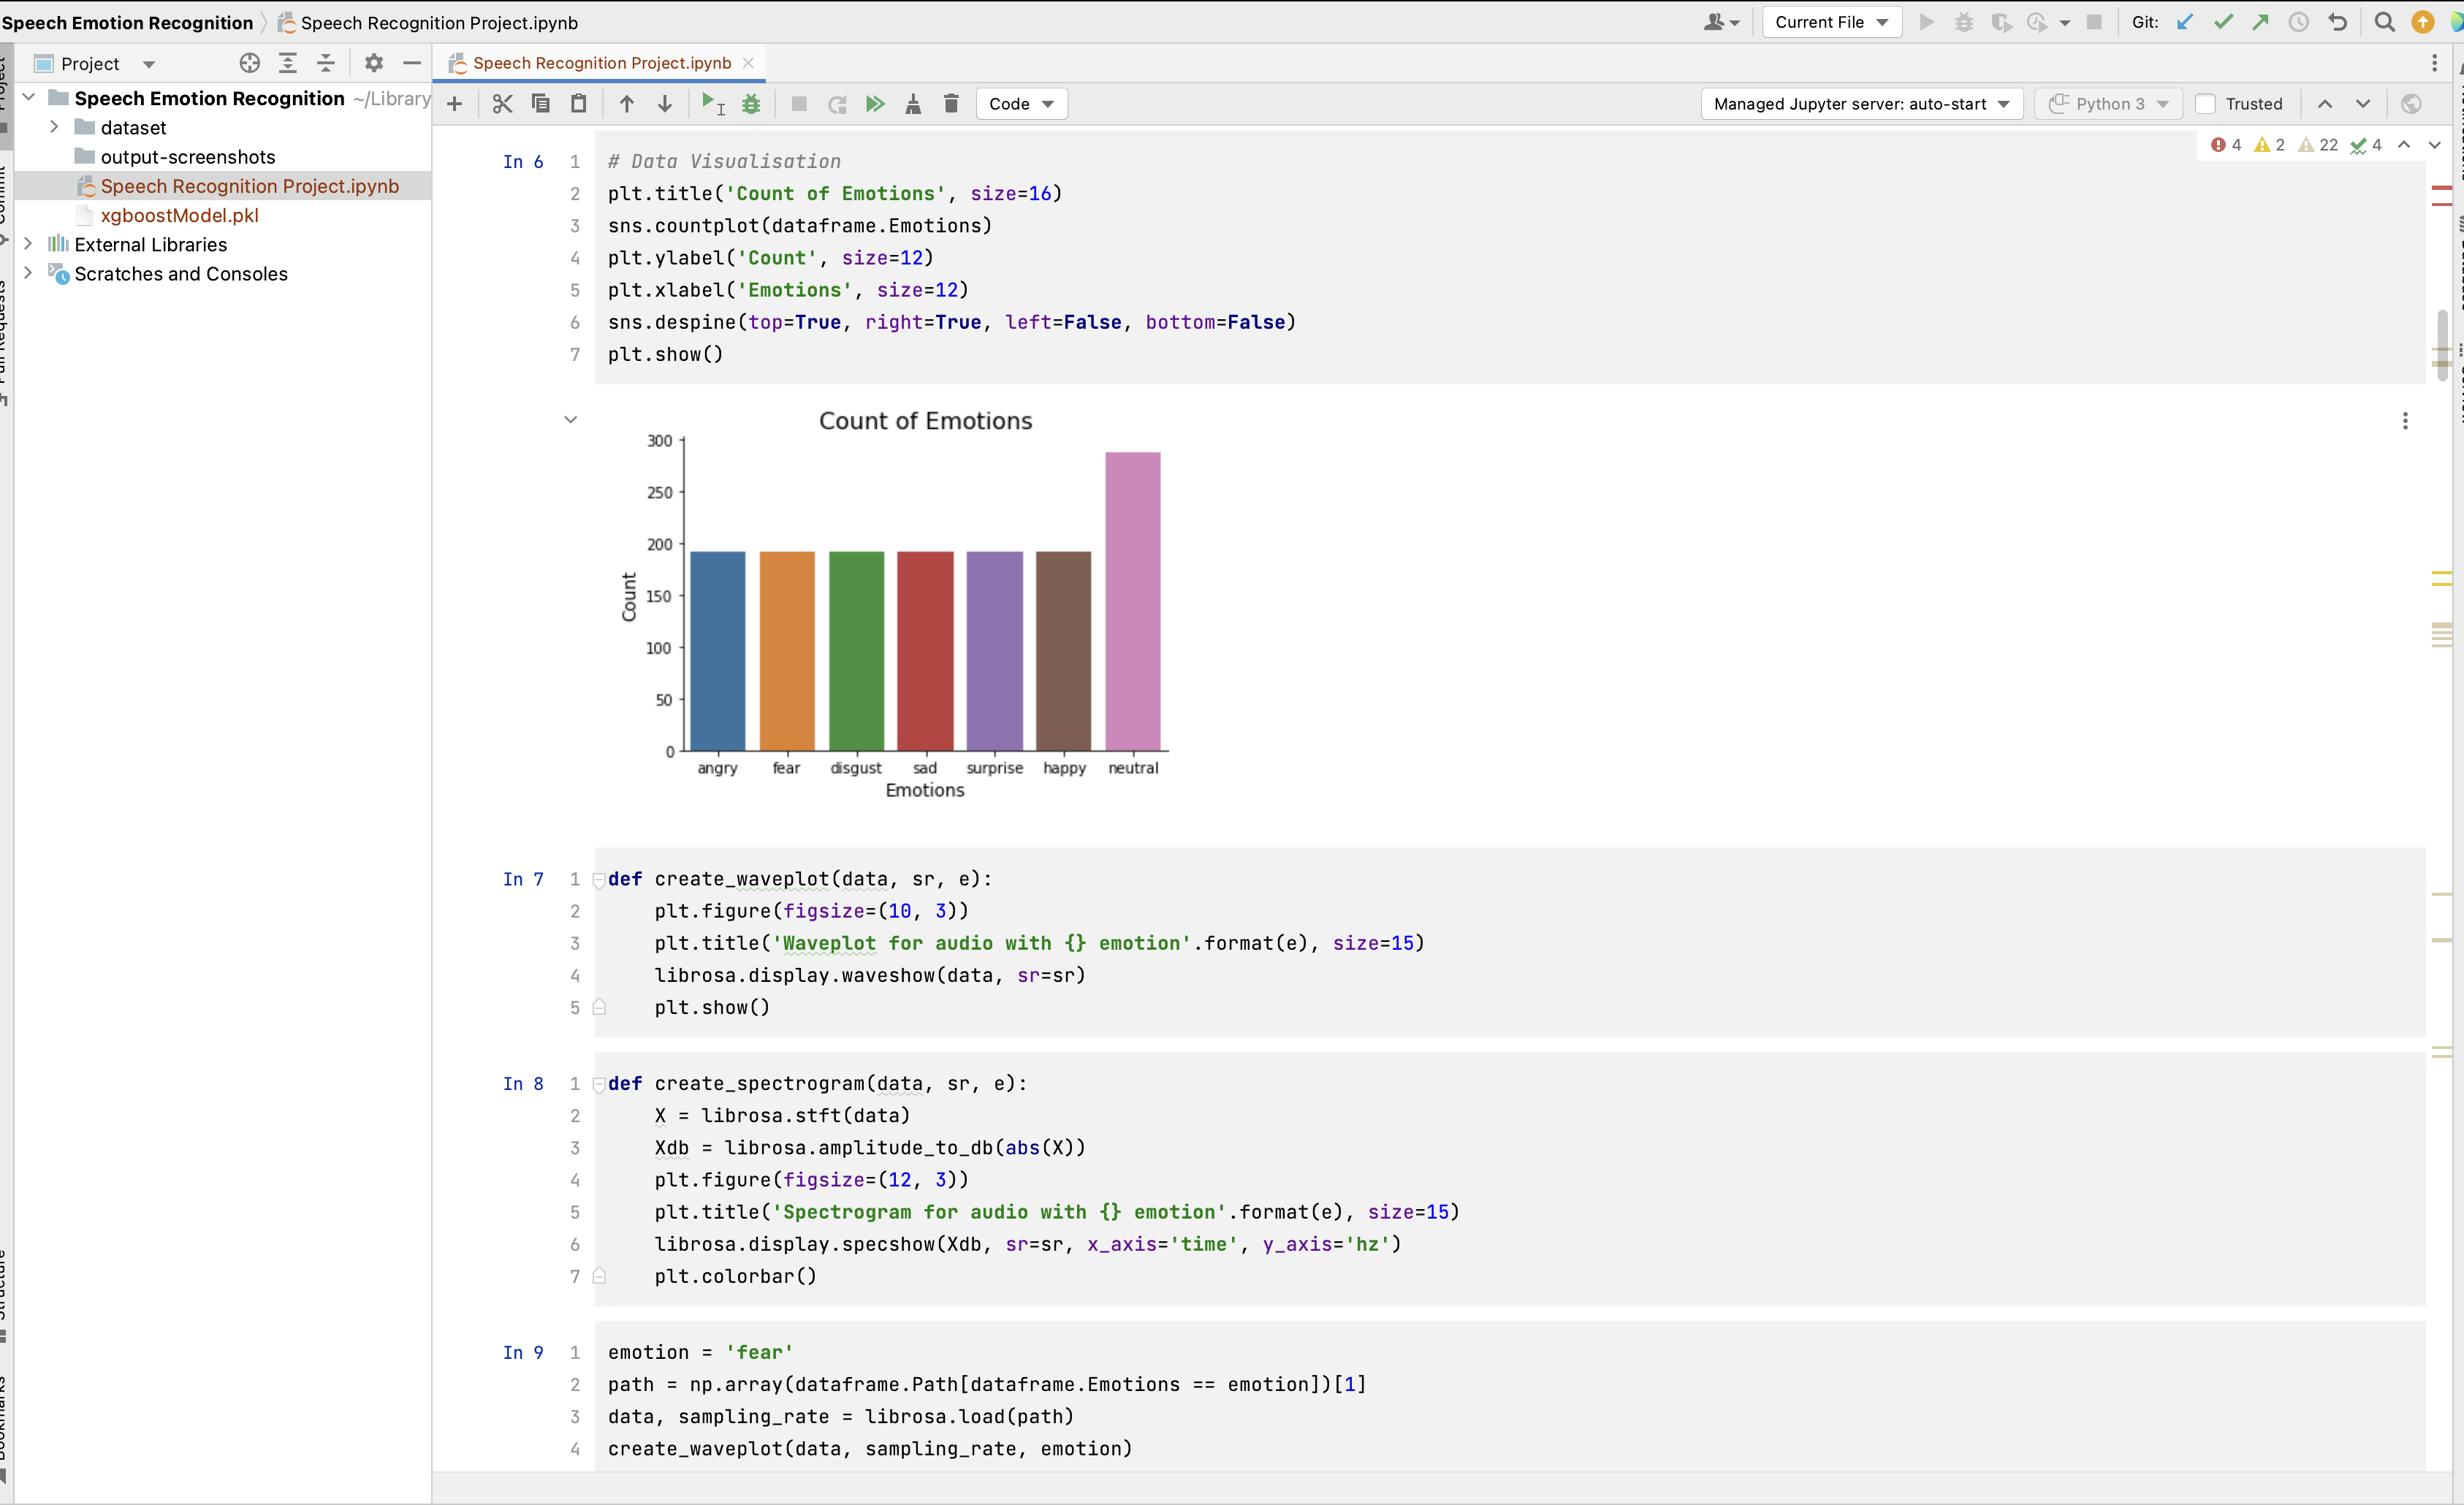 Speech Emotion Recognition
Speech Recognition Project.ipynb
Current File
Git:
Project
Speech Recognition Project.ipynb
Speech Emotion Recognition ~/Library
dataset
output-screenshots
Speech Recognition Project.ipynb
xgboostModel.pkl
External Libraries
Scratches and Consoles
Code
Managed Jupyter server: auto-start
Python 3
Trusted
4 2 22 4
In 6
1 # Data Visualisation
2 plt.title('Count of Emotions', size=16)
3 sns.countplot(dataframe.Emotions)
4 plt.ylabel('Count', size=12)
5 plt.xlabel('Emotions', size=12)
6 sns.despine(top=True, right=True, left=False, bottom=False)
7 plt.show()
Count of Emotions
300
250
200
150
100
50
0
Count
angry fear disgust sad surprise happy neutral
Emotions
In 7
1 def create_waveplot(data, sr, e):
2     plt.figure(figsize=(10, 3))
3     plt.title('Waveplot for audio with {} emotion'.format(e), size=15)
4     librosa.display.waveshow(data, sr=sr)
5     plt.show()
In 8
1 def create_spectrogram(data, sr, e):
2     X = librosa.stft(data)
3     Xdb = librosa.amplitude_to_db(abs(X))
4     plt.figure(figsize=(12, 3))
5     plt.title('Spectrogram for audio with {} emotion'.format(e), size=15)
6     librosa.display.specshow(Xdb, sr=sr, x_axis='time', y_axis='hz')
7     plt.colorbar()
In 9
1 emotion = 'fear'
2 path = np.array(dataframe.Path[dataframe.Emotions == emotion])[1]
3 data, sampling_rate = librosa.load(path)
4 create_waveplot(data, sampling_rate, emotion)